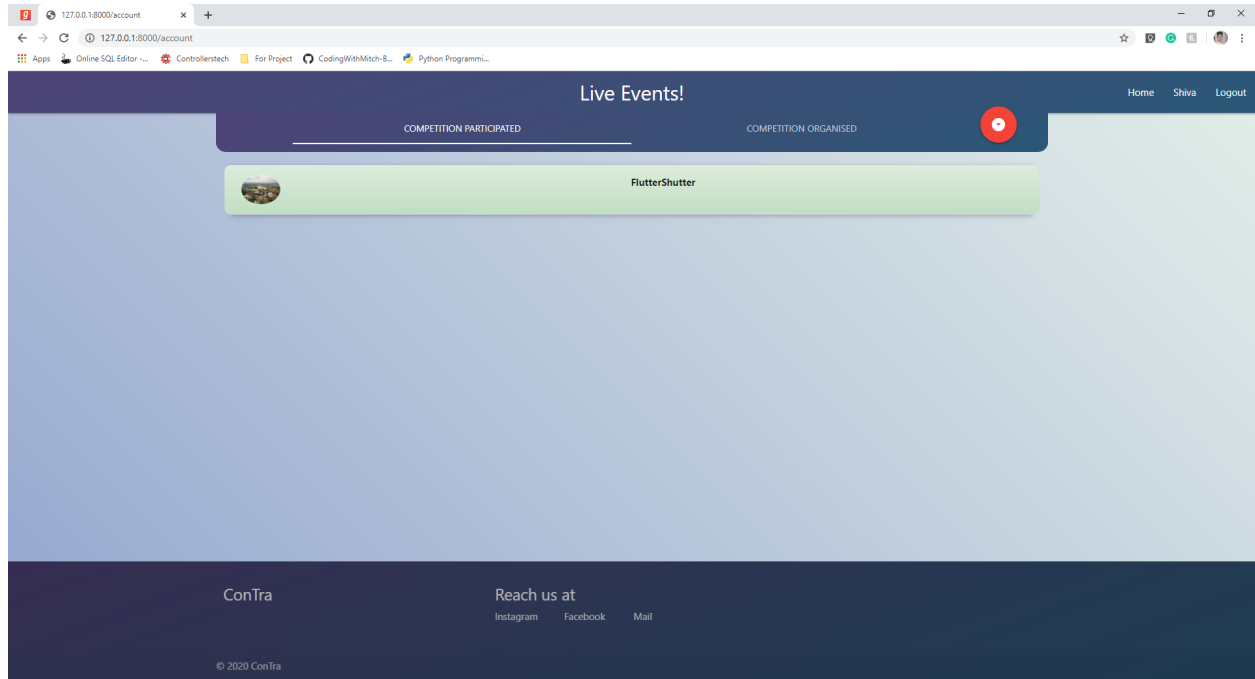 127.0.0.1:8000/account
127.0.0.1:8000/account
Apps Online SQL Editor -... Controllerstech For Project CodingWithMitch-B... Python Programmi...
Live Events!
Home Shiva Logout
COMPETITION PARTICIPATED COMPETITION ORGANISED
FlutterShutter
ConTra Reach us at
Instagram Facebook Mail
© 2020 ConTra